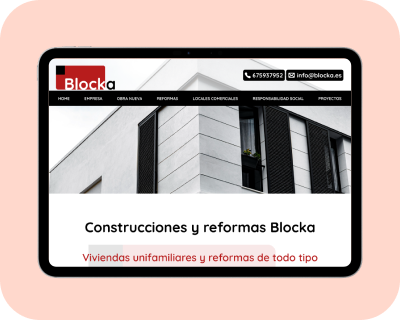 Blocka
675937952 info@blocka.es
HOME EMPRESA OBRA NUEVA REFORMAS LOCALES COMERCIALES RESPONSABILIDAD SOCIAL PROYECTOS
Construcciones y reformas Blocka
Viviendas unifamiliares y reformas de todo tipo